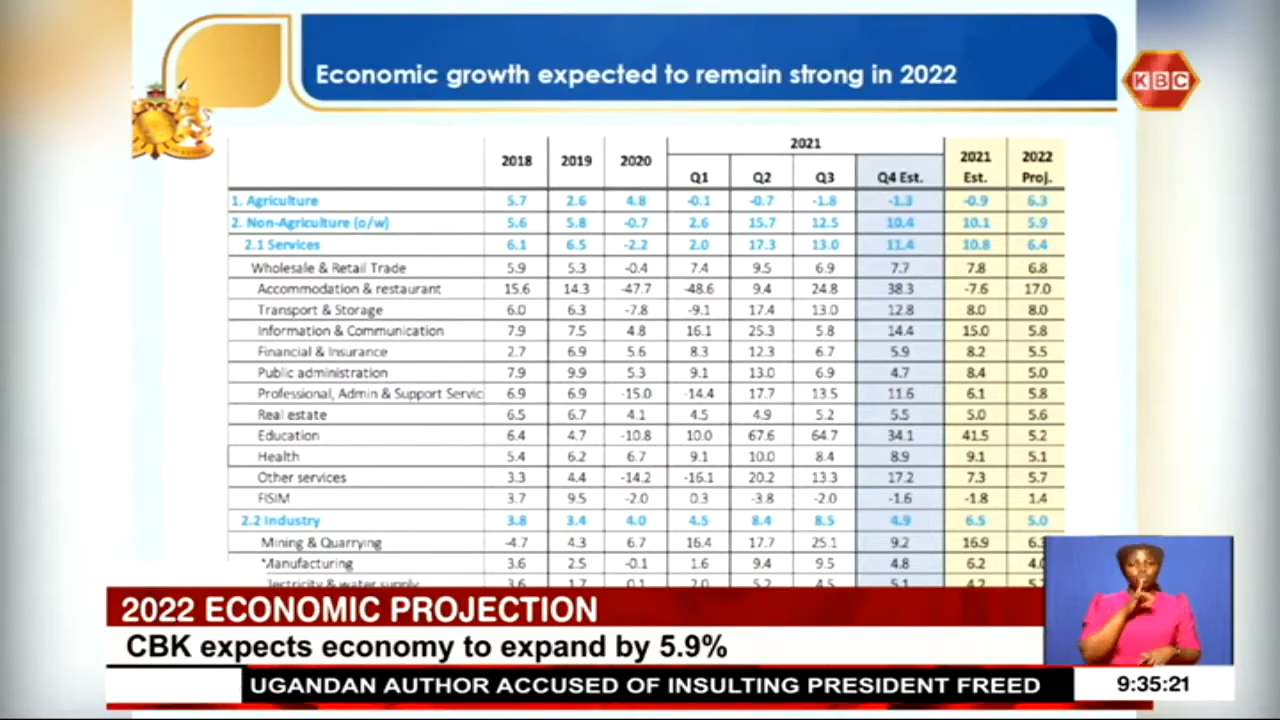 Economic growth expected to remain strong in 2022
KBC
2021
2018 2019 2020 Q1 Q2 Q3 Q4 Est. 2021 Est. 2022 Proj.
1. Agriculture 5.7 2.6 4.8 -0.1 -0.7 -1.8 -1.3 -0.9 6.3
2. Non-Agriculture (o/w) 5.6 5.8 -0.7 2.6 15.7 12.5 10.4 10.1 5.9
2.1 Services 6.1 6.5 -2.2 2.0 17.3 13.0 11.4 10.8 6.4
Wholesale & Retail Trade 5.9 5.3 -0.4 7.4 9.5 6.9 7.7 7.8 6.8
Accommodation & restaurant 15.6 14.3 -47.7 -48.6 9.4 24.8 38.3 -7.6 17.0
Transport & Storage 6.0 6.3 -7.8 -9.1 17.4 13.0 12.8 8.0 8.0
Information & Communication 7.9 7.5 4.8 16.1 25.3 5.8 14.4 15.0 5.8
Financial & Insurance 2.7 6.9 5.6 8.3 12.3 6.7 5.9 8.2 5.5
Public administration 7.9 9.9 5.3 9.1 13.0 6.9 4.7 8.4 5.0
Professional, Admin & Support Servic 6.9 6.9 -15.0 -14.4 17.7 13.5 11.6 6.1 5.8
Real estate 6.5 6.7 4.1 4.5 4.9 5.2 5.5 5.0 5.6
Education 6.4 4.7 -10.8 10.0 67.6 64.7 34.1 41.5 5.2
Health 5.4 6.2 6.7 9.1 10.0 8.4 8.9 9.1 5.1
Other services 3.3 4.4 -14.2 -16.1 20.2 13.3 17.2 7.3 5.7
FISIM 3.7 9.5 -2.0 0.3 -3.8 -2.0 -1.6 -1.8 1.4
2.2 Industry 3.8 3.4 4.0 4.5 8.4 8.5 4.9 6.5 5.0
Mining & Quarrying -4.7 4.3 6.7 16.4 17.7 25.1 9.2 16.9
Manufacturing 3.6 2.5 -0.1 1.6 9.4 9.5 4.8 6.2
2022 ECONOMIC PROJECTION
CBK expects economy to expand by 5.9%
UGANDAN AUTHOR ACCUSED OF INSULTING PRESIDENT FREED
9:35:21